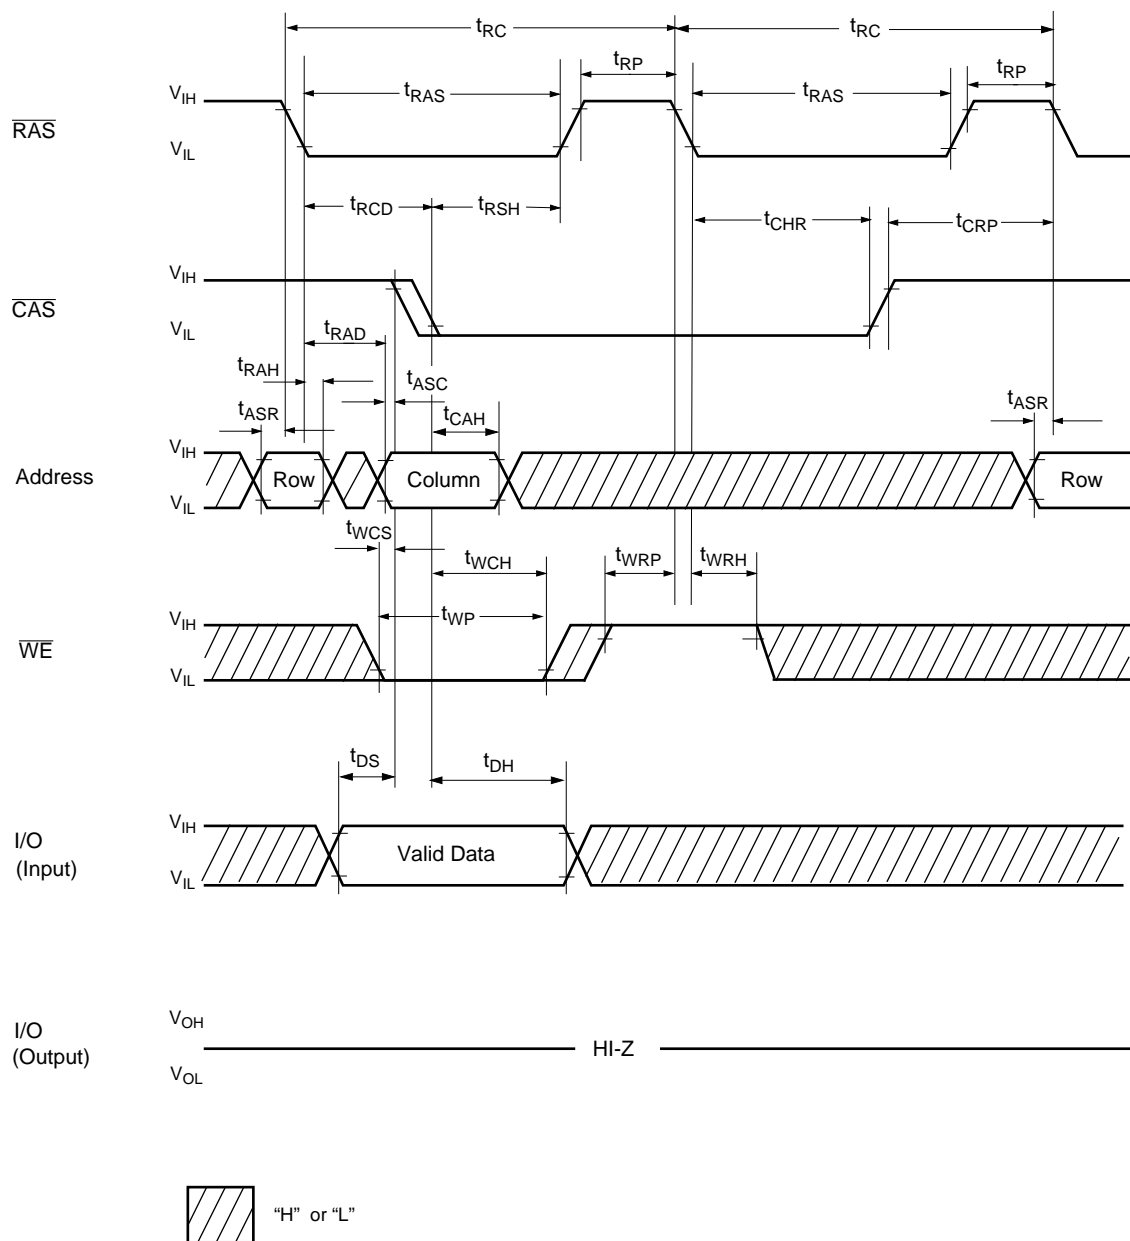 tRC tRC
tRP tRP
tRAS tRAS
VIH
RAS
VIL
tRCD tRSH tCHR tCRP
VIH
CAS
VIL
tRAD
tRAH tASC
tASR tCAH tASR
VIH
Address Row Column Row
VIL
tWCS
tWCH tWRP tWRH
tWP
VIH
WE
VIL
tDS tDH
VIH
I/O
(Input) Valid Data
VIL
VOH
I/O
(Output) HI-Z
VOL
“H” or “L”